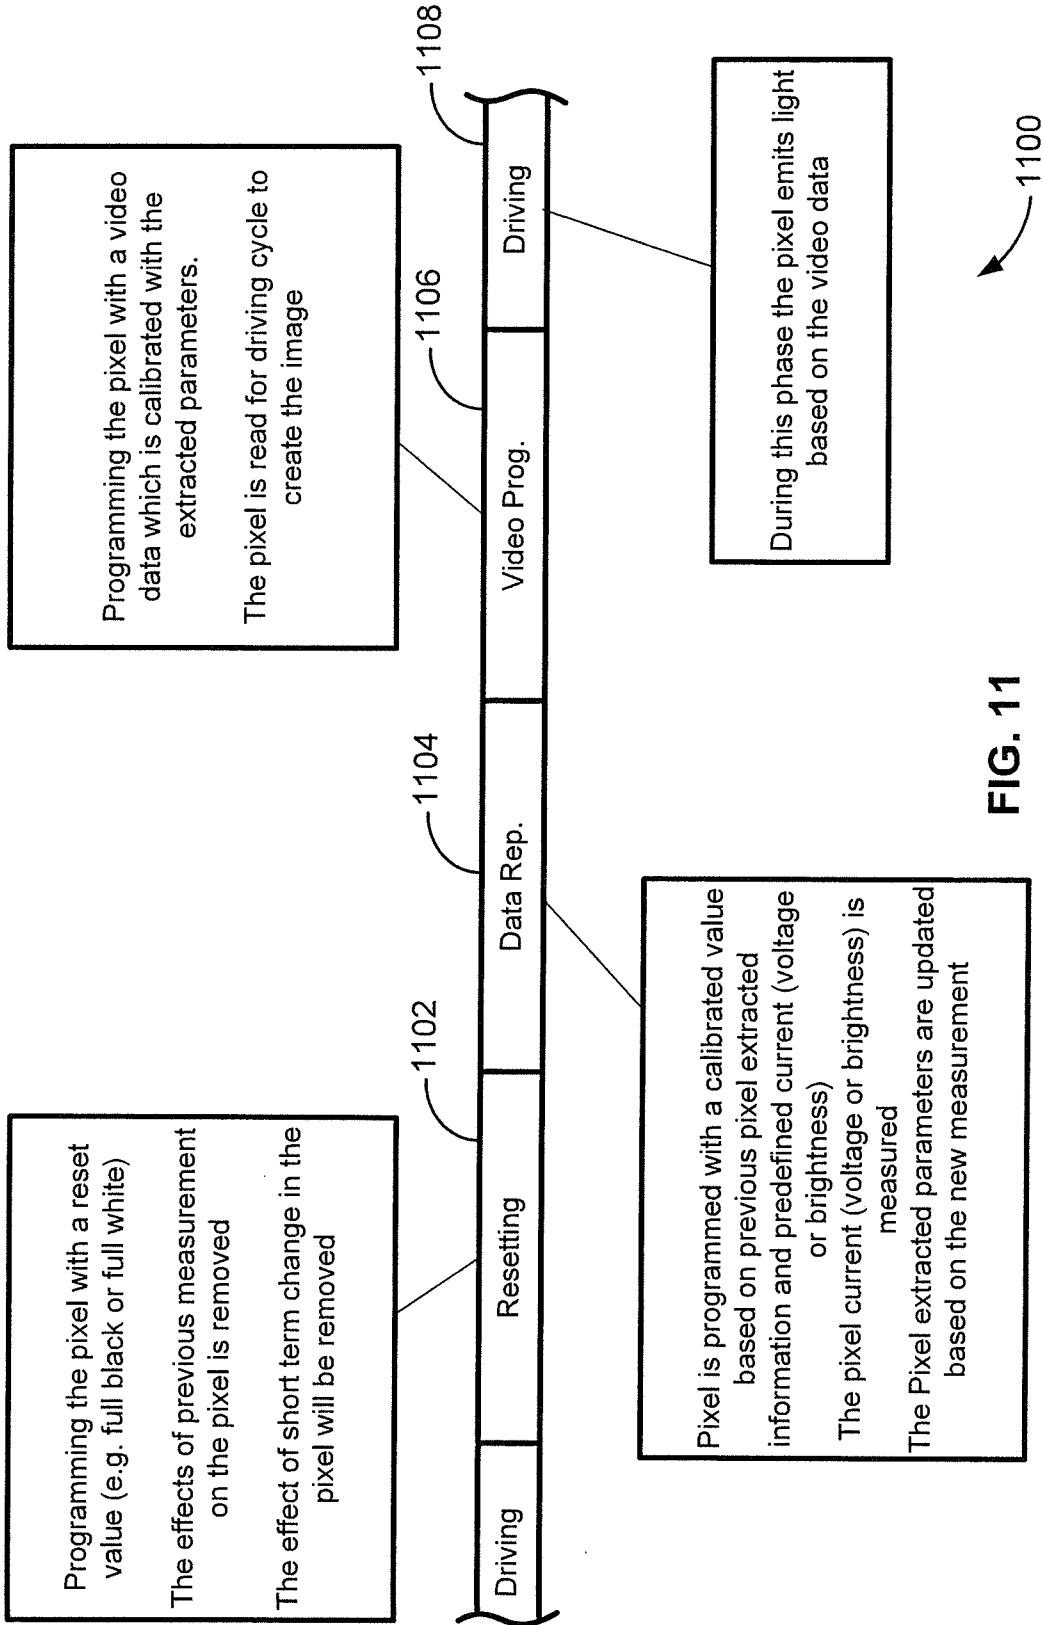 Programming the pixel with a reset
value (e.g. full black or full white)
The effects of previous measurement
on the pixel is removed
The effect of short term change in the
pixel will be removed
Programming the pixel with a video
data which is calibrated with the
extracted parameters.
The pixel is read for driving cycle to
create the image
1102
1104
1106
1108
Driving
Resetting
Data Rep.
Video Prog.
Driving
Pixel is programmed with a calibrated value
based on previous pixel extracted
information and predefined current (voltage
or brightness)
The pixel current (voltage or brightness) is
measured
The Pixel extracted parameters are updated
based on the new measurement
During this phase the pixel emits light
based on the video data
1100
FIG. 11